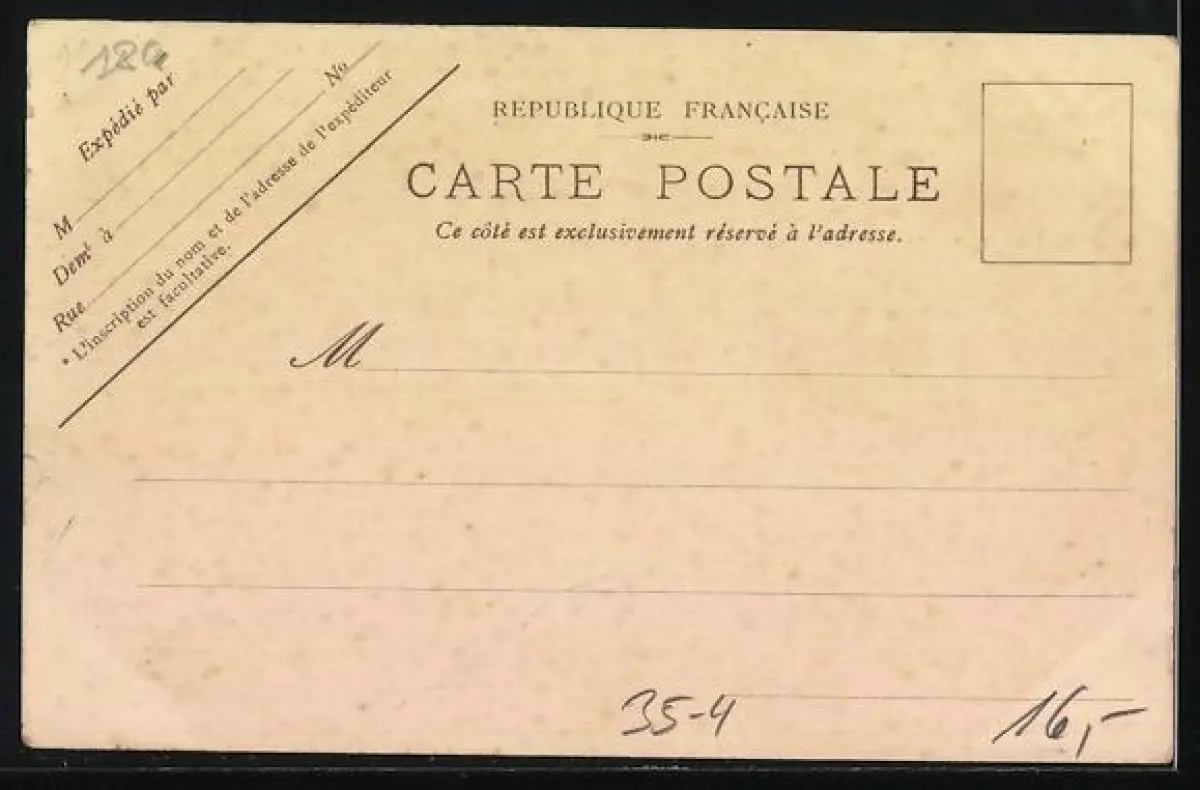 189
Expédié par
M
Demt à
Rue
No
* L'inscription du nom et de l'adresse de l'expéditeur
est facultative.
REPUBLIQUE FRANÇAISE
CARTE POSTALE
Ce côté est exclusivement réservé à l'adresse.
M
35-4
16,-